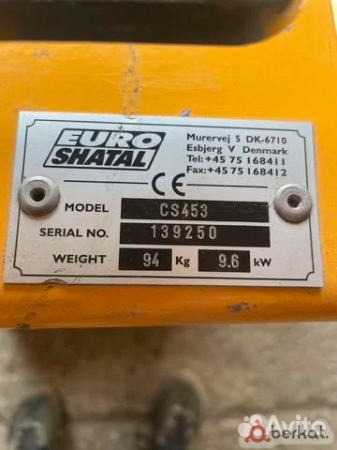 EURO
SHATAL
Murervej 5 DK-6710
Esbjerg V Denmark
Tel:+45 75 168411
Fax:+45 75 168412
CE
MODEL CS453
SERIAL NO. 139250
WEIGHT 94 Kg 9.6 kW
Avito
berkat.